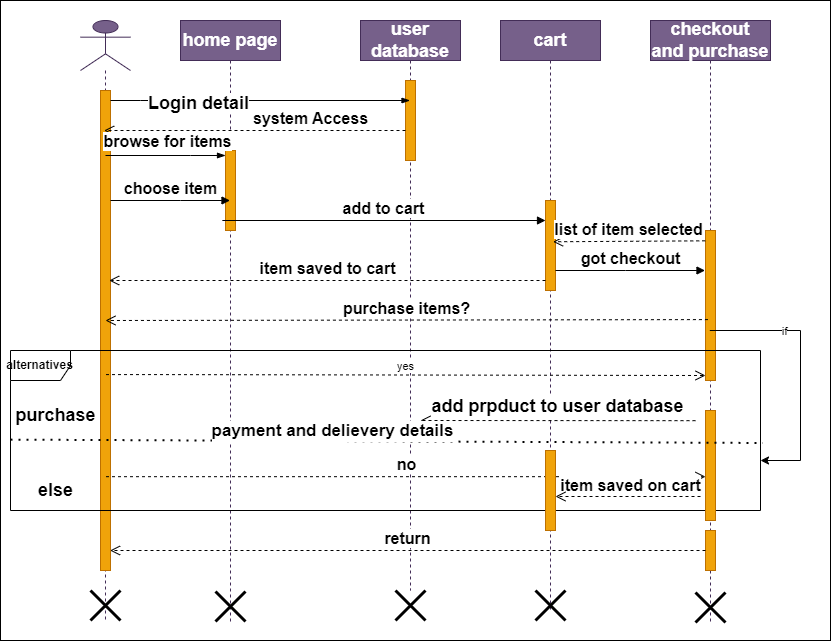 home page
user
database
cart
checkout
and purchase
Login detail
system Access
browse for items
choose item
add to cart
list of item selected
got checkout
item saved to cart
purchase items?
if
alternatives
yes
add prpduct to user database
purchase
payment and delievery details
no
item saved on cart
else
return